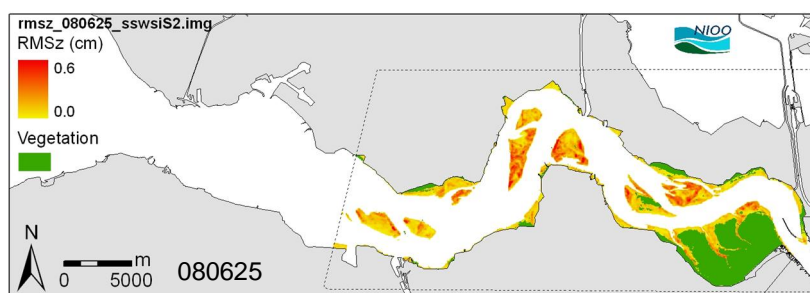 rmsz_080625_sswsiS2.img
RMSz (cm)
0.6
0.0
Vegetation
NIOO
N
m
0 5000
080625